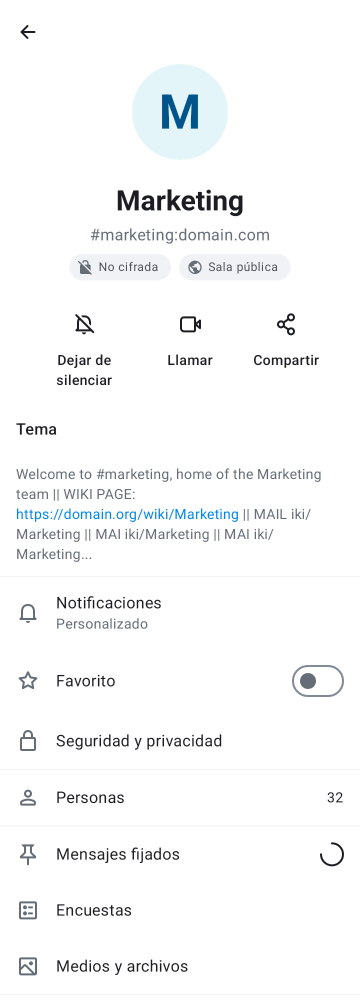 M
Marketing
#marketing:domain.com
No cifrada
Sala pública
Dejar de
silenciar
Llamar
Compartir
Tema
Welcome to #marketing, home of the Marketing
team || WIKI PAGE:
https://domain.org/wiki/Marketing || MAIL iki/
Marketing || MAI iki/Marketing || MAI iki/
Marketing...
Notificaciones
Personalizado
Favorito
Seguridad y privacidad
Personas
32
Mensajes fijados
Encuestas
Medios y archivos